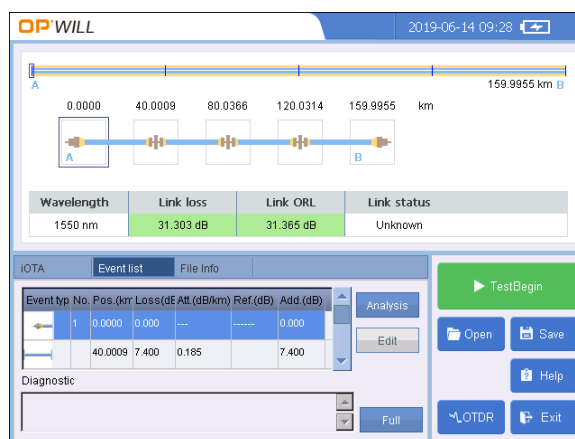 OPWILL
2019-06-14 09:28
A
159.9955 km B
0.0000 40.0009 80.0366 120.0314 159.9955 km
A B
Wavelength Link loss Link ORL Link status
1550 nm 31.303 dB 31.365 dB Unknown
iOTA Event list File Info
Event typ No. Pos.(km Loss(dE Att.(dB/km) Ref.(dB) Add.(dB)
1 0.0000 0.000 --- ------ 0.000
40.0009 7.400 0.185 7.400
Diagnostic
Analysis
Edit
Full
TestBegin
Open Save
Help
OTDR Exit